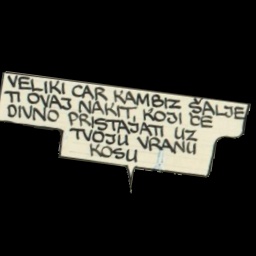 VELIKI CAR KAMBIZ ŠALJE
TI OVAJ NAKIT, KOJI ĆE
DIVNO PRISTAJATI UZ
TVOJU VRANU
KOSU